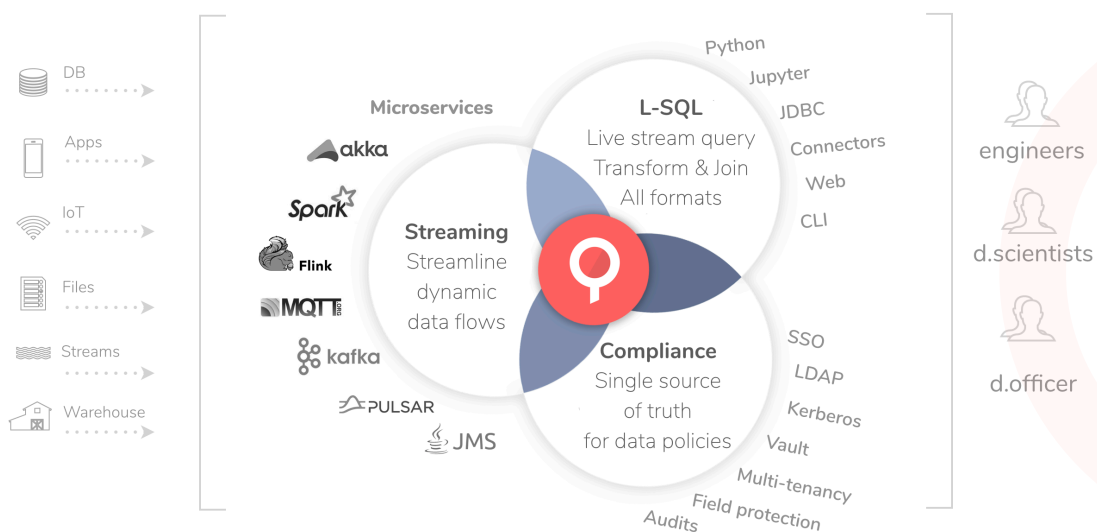 DB
Apps
IoT
Files
Streams
Warehouse
Microservices
akka
Spark
Flink
MQTT.ORG
kafka
PULSAR
JMS
Streaming
Streamline
dynamic
data flows
L-SQL
Live stream query
Transform & Join
All formats
Python
Jupyter
JDBC
Connectors
Web
CLI
Compliance
Single source
of truth
for data policies
SSO
LDAP
Kerberos
Vault
Multi-tenancy
Field protection
Audits
engineers
d.scientists
d.officer